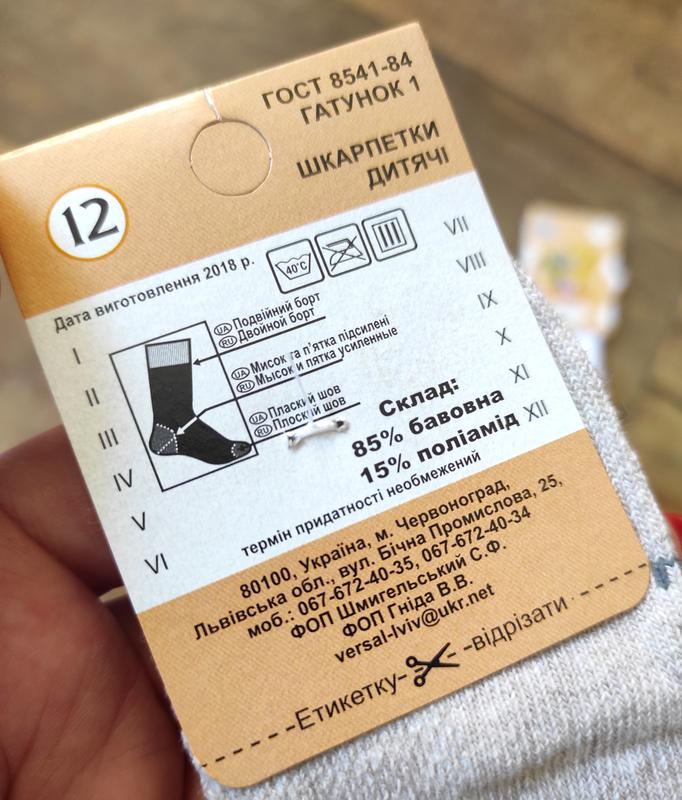 ГОСТ 8541-84
ГАТУНОК 1
ШКАРПЕТКИ
ДИТЯЧІ
12
Дата виготовлення 2018 р.
40°C
I
II
III
IV
V
VI
VII
VIII
IX
X
XI
XII
UA Подвійний борт
RU Двойной борт
UA Мисок та п'ятка підсилені
RU Мысок и пятка усиленные
UA Плаский шов
RU Плоский шов
Склад:
85% бавовна
15% поліамід
термін придатності необмежений
80100, Україна, м. Червоноград,
Львівська обл., вул. Бічна Промислова, 25,
моб.: 067-672-40-35, 067-672-40-34
ФОП Шмигельський С.Ф.
ФОП Гніда В.В.
versal-lviv@ukr.net
Етикетку - - відрізати